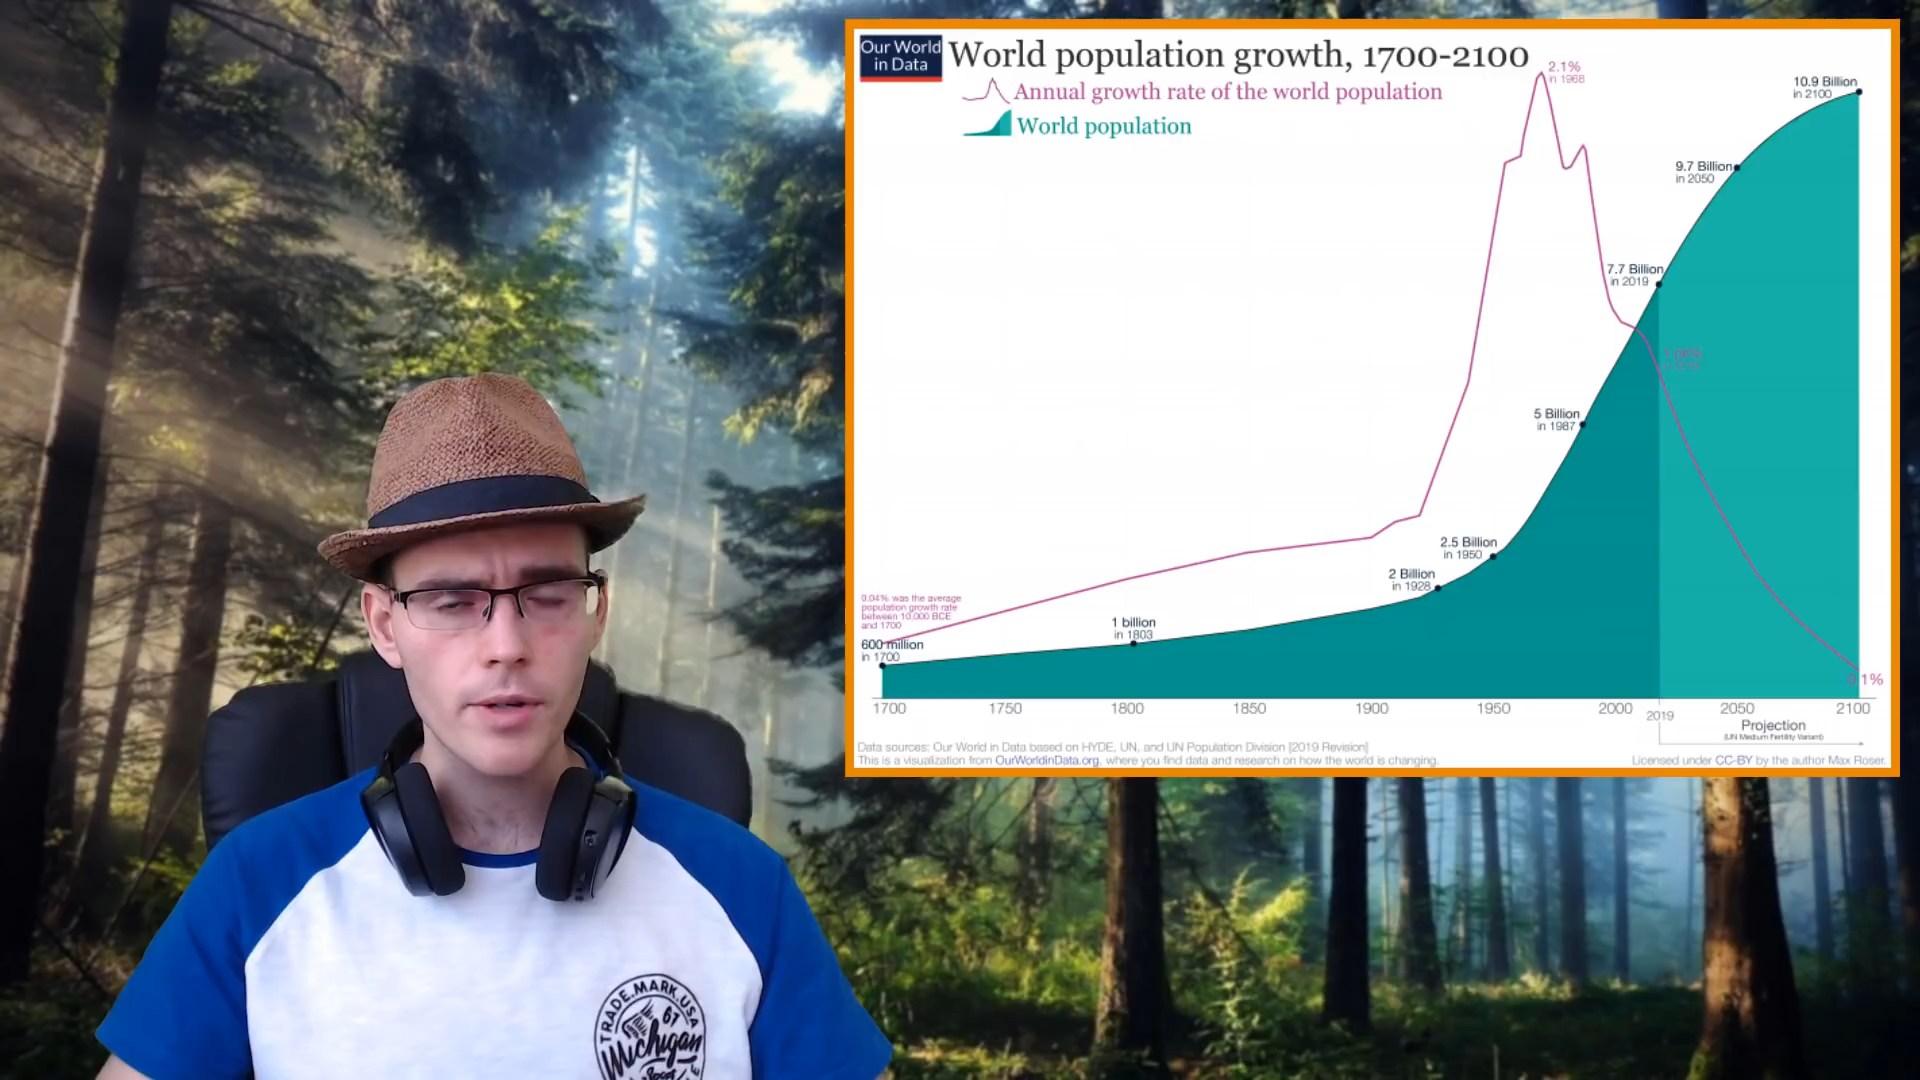 Our World
in Data
World population growth, 1700-2100
Annual growth rate of the world population
World population
2.1%
in 1968
10.9 Billion
in 2100
9.7 Billion
in 2050
7.7 Billion
in 2019
5 Billion
in 1987
2.5 Billion
in 1950
2 Billion
in 1928
1 billion
in 1803
0.04% was the average
population growth rate
between 10,000 BCE
and 1700
600 million
in 1700
1700 1750 1800 1850 1900 1950 2000 2019 2050 2100
Projection
(UN Medium Fertility Variant)
Data sources: Our World in Data based on HYDE, UN, and UN Population Division [2019 Revision]
This is a visualization from OurWorldinData.org, where you find data and research on how the world is changing.
Licensed under CC-BY by the author Max Roser.
TRADE.MARK.USA
67
Michigan